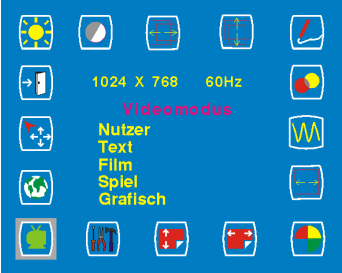 1024 X 768 60Hz
Videomodus
Nutzer
Text
Film
Spiel
Grafisch